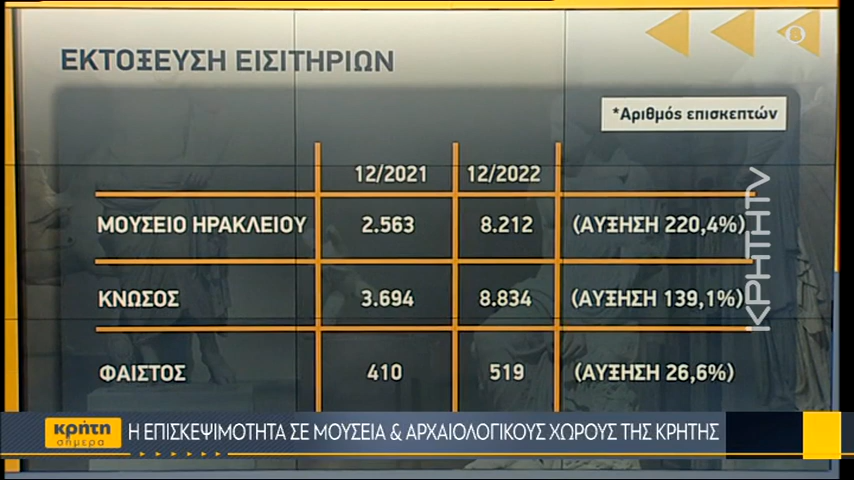 ΕΚΤΟΞΕΥΣΗ ΕΙΣΙΤΗΡΙΩΝ
*Αριθμός επισκεπτών
12/2021 12/2022
ΜΟΥΣΕΙΟ ΗΡΑΚΛΕΙΟΥ 2.563 8.212 (ΑΥΞΗΣΗ 220,4%)
ΚΝΩΣΟΣ 3.694 8.834 (ΑΥΞΗΣΗ 139,1%)
ΦΑΙΣΤΟΣ 410 519 (ΑΥΞΗΣΗ 26,6%)
ΚΡΗΤΗTV
κρήτη
σήμερα
Η ΕΠΙΣΚΕΨΙΜΟΤΗΤΑ ΣΕ ΜΟΥΣΕΙΑ & ΑΡΧΑΙΟΛΟΓΙΚΟΥΣ ΧΩΡΟΥΣ ΤΗΣ ΚΡΗΤΗΣ